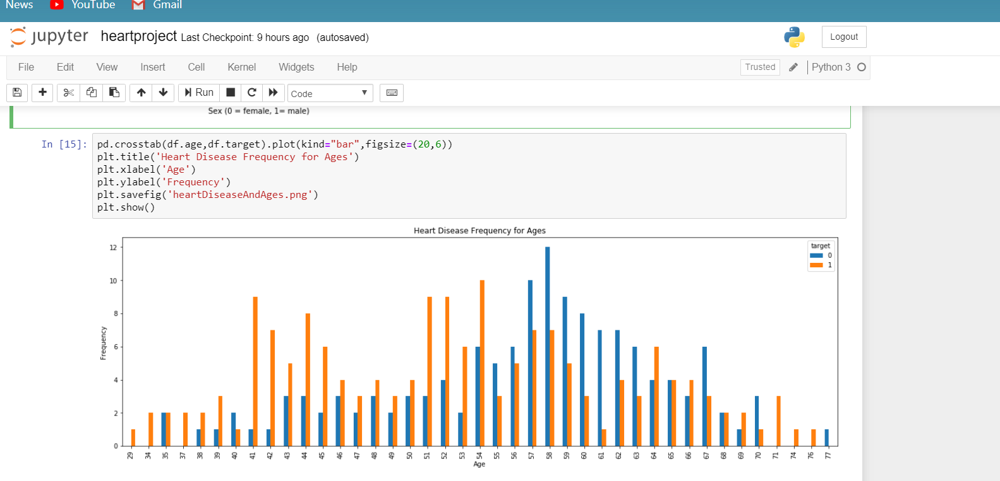 News YouTube Gmail
jupyter heartproject Last Checkpoint: 9 hours ago (autosaved) Logout
File Edit View Insert Cell Kernel Widgets Help Trusted Python 3
Run Code
Sex (0 = female, 1= male)
In [15]: pd.crosstab(df.age,df.target).plot(kind="bar",figsize=(20,6))
plt.title('Heart Disease Frequency for Ages')
plt.xlabel('Age')
plt.ylabel('Frequency')
plt.savefig('heartDiseaseAndAges.png')
plt.show()
Heart Disease Frequency for Ages
target
0
1
12
10
8
6
4
2
0
Frequency
29 34 35 37 38 39 40 41 42 43 44 45 46 47 48 49 50 51 52 53 54 55 56 57 58 59 60 61 62 63 64 65 66 67 68 69 70 71 74 76 77
Age